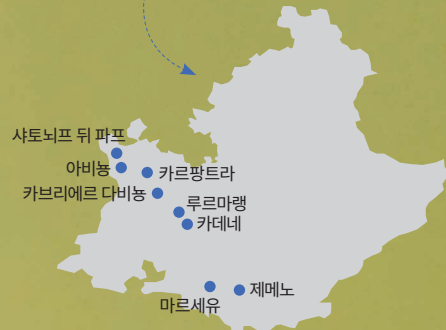 샤토뇌프 뒤 파프
아비뇽
카르팡트라
카브리에르 다비뇽
루르마랭
카데네
제메노
마르세유